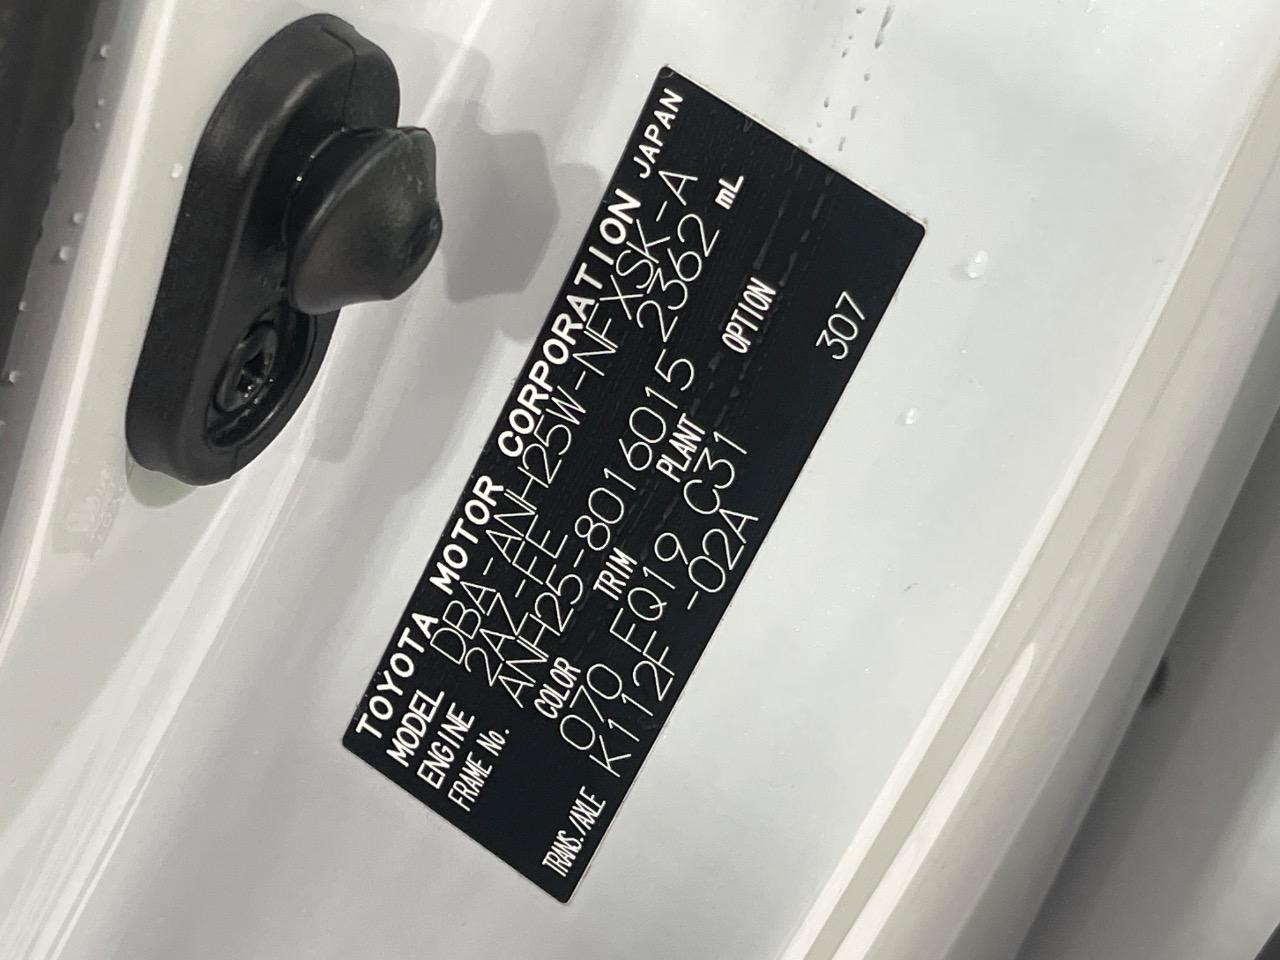 TOYOTA MOTOR CORPORATION JAPAN
MODEL DBA-ANH25W-NFXSK-A
ENGINE 2AZ-FE 2362 mL
FRAME No. ANH25-8016015
COLOR TRIM PLANT OPTION
070 FQ19 C31
TRANS./AXLE K112F -02A
307